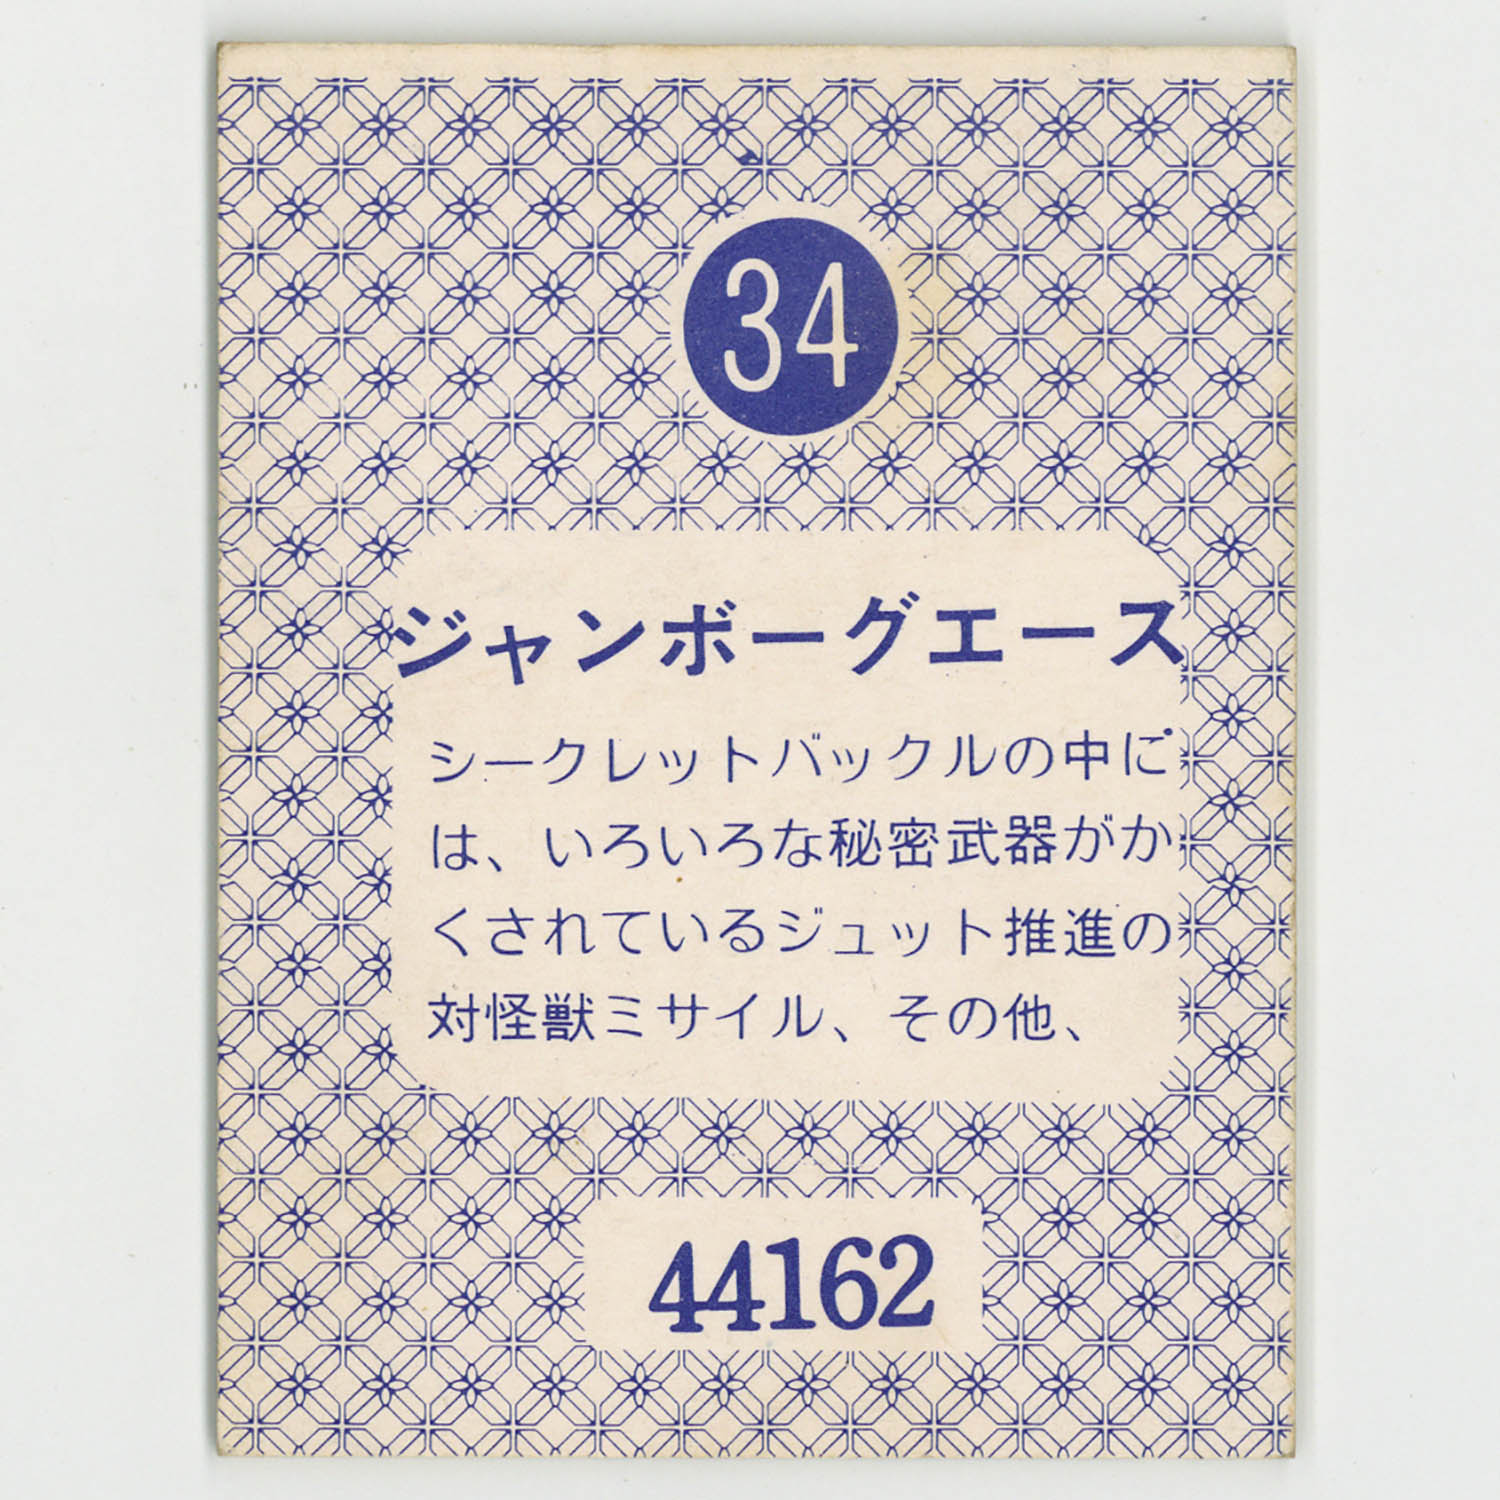 34
ジャンボーグエース
シークレットバックルの中に
は、いろいろな秘密武器がか
くされているジュット推進の
対怪獣ミサイル、その他、
44162